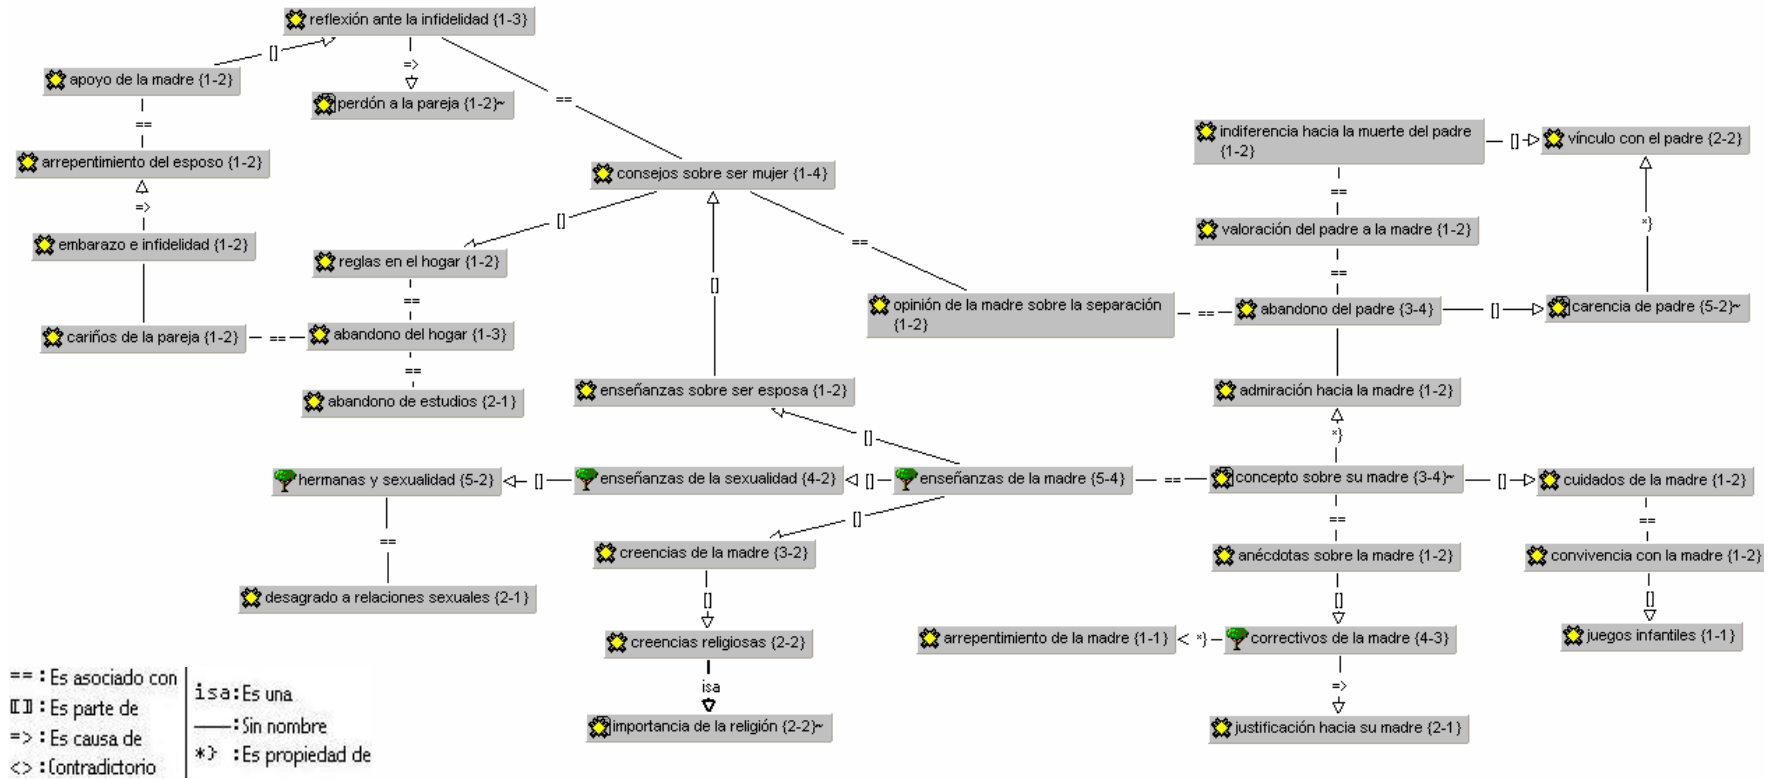 reflexión ante la infidelidad {1-3}
[]
=>
apoyo de la madre {1-2}
perdón a la pareja {1-2}~
==
==
indiferencia hacia la muerte del padre
{1-2}
[]
vínculo con el padre {2-2}
arrepentimiento del esposo {1-2}
consejos sobre ser mujer {1-4}
==
=>
[]
valoración del padre a la madre {1-2}
*}
embarazo e infidelidad {1-2}
==
reglas en el hogar {1-2}
==
[]
==
opinión de la madre sobre la separación
{1-2}
==
abandono del padre {3-4}
[]
carencia de padre {5-2}~
cariños de la pareja {1-2}
==
abandono del hogar {1-3}
==
enseñanzas sobre ser esposa {1-2}
admiración hacia la madre {1-2}
abandono de estudios {2-1}
[]
*}
hermanas y sexualidad {5-2}
[]
enseñanzas de la sexualidad {4-2}
[]
enseñanzas de la madre {5-4}
==
concepto sobre su madre {3-4}~
[]
cuidados de la madre {1-2}
[]
==
==
==
creencias de la madre {3-2}
anécdotas sobre la madre {1-2}
convivencia con la madre {1-2}
desagrado a relaciones sexuales {2-1}
[]
[]
[]
creencias religiosas {2-2}
arrepentimiento de la madre {1-1}
*}
correctivos de la madre {4-3}
juegos infantiles {1-1}
isa
=>
importancia de la religión {2-2}~
justificación hacia su madre {2-1}
== : Es asociado con
[] : Es parte de
=> : Es causa de
<> : Contradictorio
isa: Es una
——: Sin nombre
*} : Es propiedad de